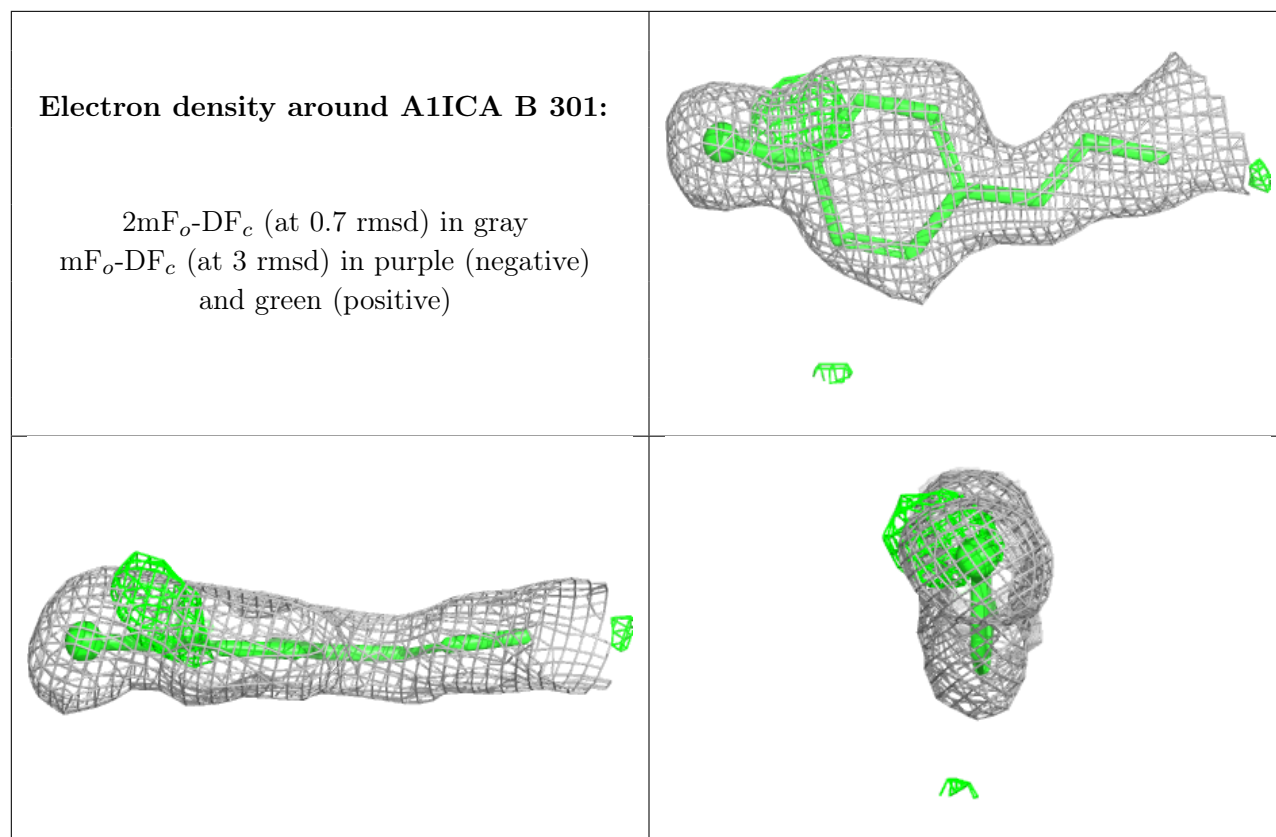 Electron density around A1ICA B 301:
2mFo-DFc (at 0.7 rmsd) in gray
mFo-DFc (at 3 rmsd) in purple (negative)
and green (positive)